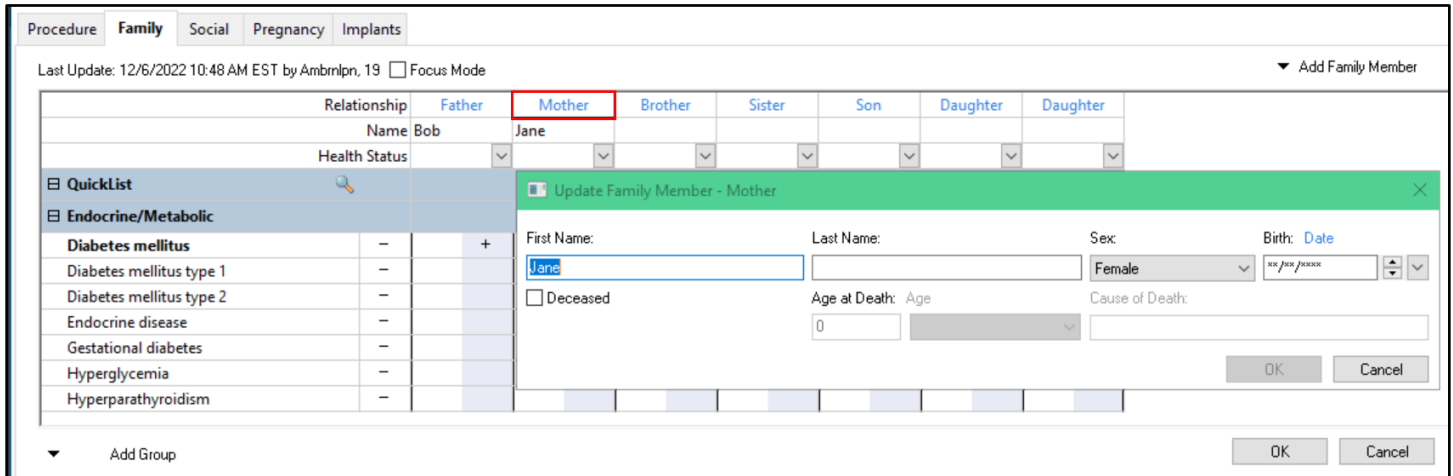 Procedure Family Social Pregnancy Implants
Last Update: 12/6/2022 10:48 AM EST by Ambrnlpn, 19 Focus Mode Add Family Member
Relationship Father Mother Brother Sister Son Daughter Daughter
Name Bob Jane
Health Status
QuickList
Update Family Member - Mother
Endocrine/Metabolic
First Name: Last Name: Sex: Birth: Date
Diabetes mellitus – +
Jane Female **/**/****
Diabetes mellitus type 1 –
Diabetes mellitus type 2 –
Deceased Age at Death: Age Cause of Death:
Endocrine disease –
0
Gestational diabetes –
Hyperglycemia –
OK Cancel
Hyperparathyroidism –
Add Group OK Cancel